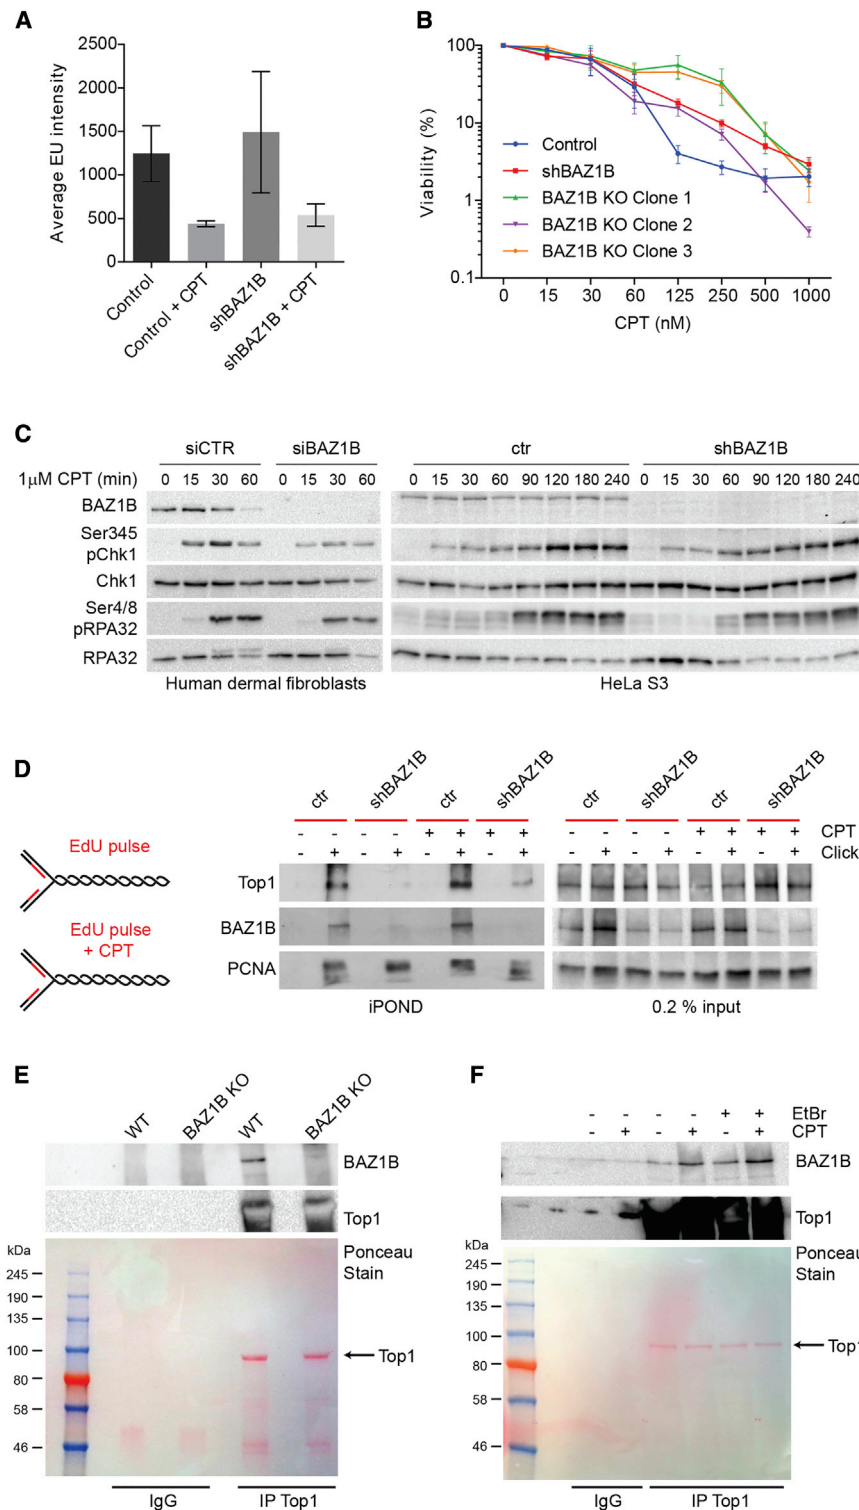 A
Average EU intensity
2500
2000
1500
1000
500
0
Control
Control + CPT
shBAZ1B
shBAZ1B + CPT
B
Viability (%)
100
10
1
0.1
Control
shBAZ1B
BAZ1B KO Clone 1
BAZ1B KO Clone 2
BAZ1B KO Clone 3
0 15 30 60 125 250 500 1000
CPT (nM)
C
siCTR siBAZ1B ctr shBAZ1B
1µM CPT (min) 0 15 30 60 0 15 30 60 0 15 30 60 90 120 180 240 0 15 30 60 90 120 180 240
BAZ1B
Ser345
pChk1
Chk1
Ser4/8
pRPA32
RPA32
Human dermal fibroblasts HeLa S3
D
EdU pulse
EdU pulse
+ CPT
ctr shBAZ1B ctr shBAZ1B ctr shBAZ1B ctr shBAZ1B
- - - - + + + + - - - - + + + + CPT
- + - + - + - + - + - + - + - + Click
Top1
BAZ1B
PCNA
iPOND 0.2 % input
E
WT BAZ1B KO WT BAZ1B KO
BAZ1B
Top1
kDa
245
190
135
100
80
58
46
Ponceau
Stain
Top1
IgG IP Top1
F
- - - - + + EtBr
- + - + - + CPT
BAZ1B
Top1
kDa
245
190
135
100
80
58
46
Ponceau
Stain
Top1
IgG IP Top1